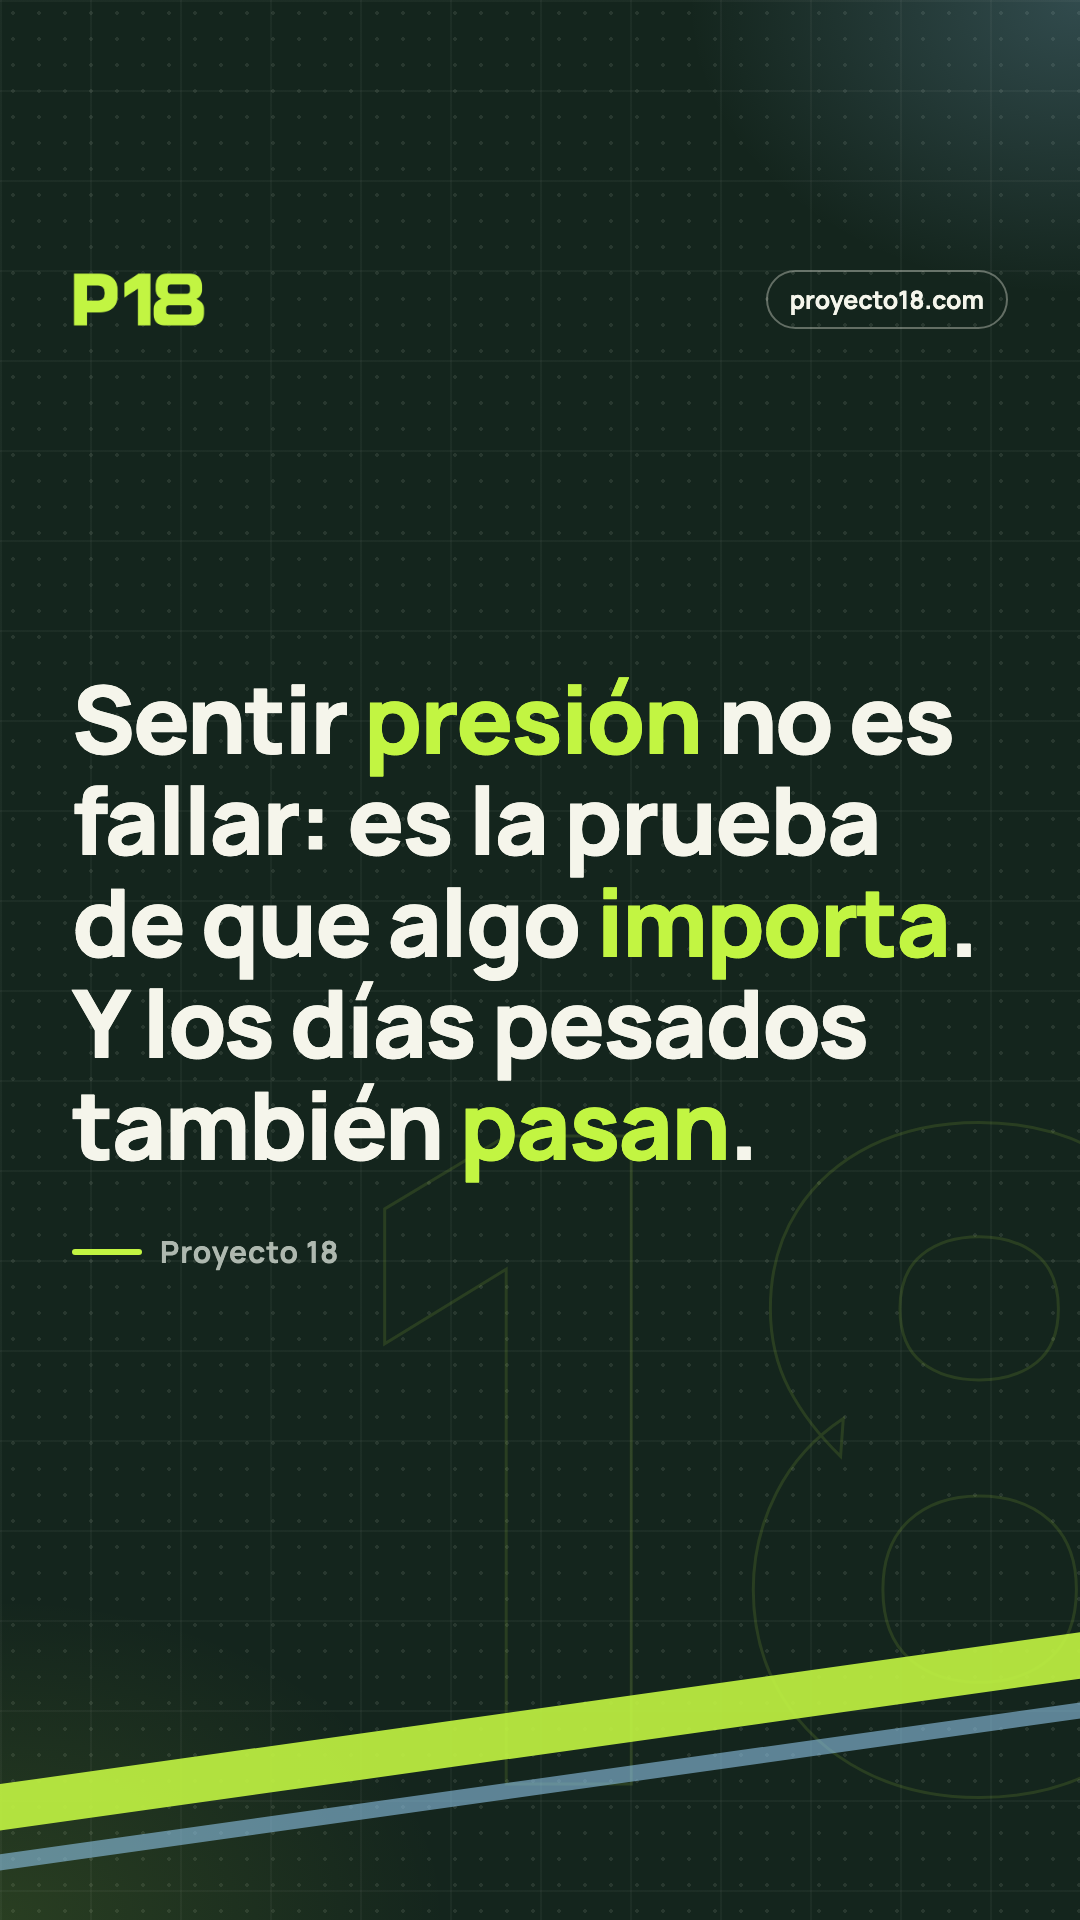 P18
proyecto18.com
Sentir presión no es
fallar: es la prueba
de que algo importa.
Y los días pesados
también pasan.
Proyecto 18
18